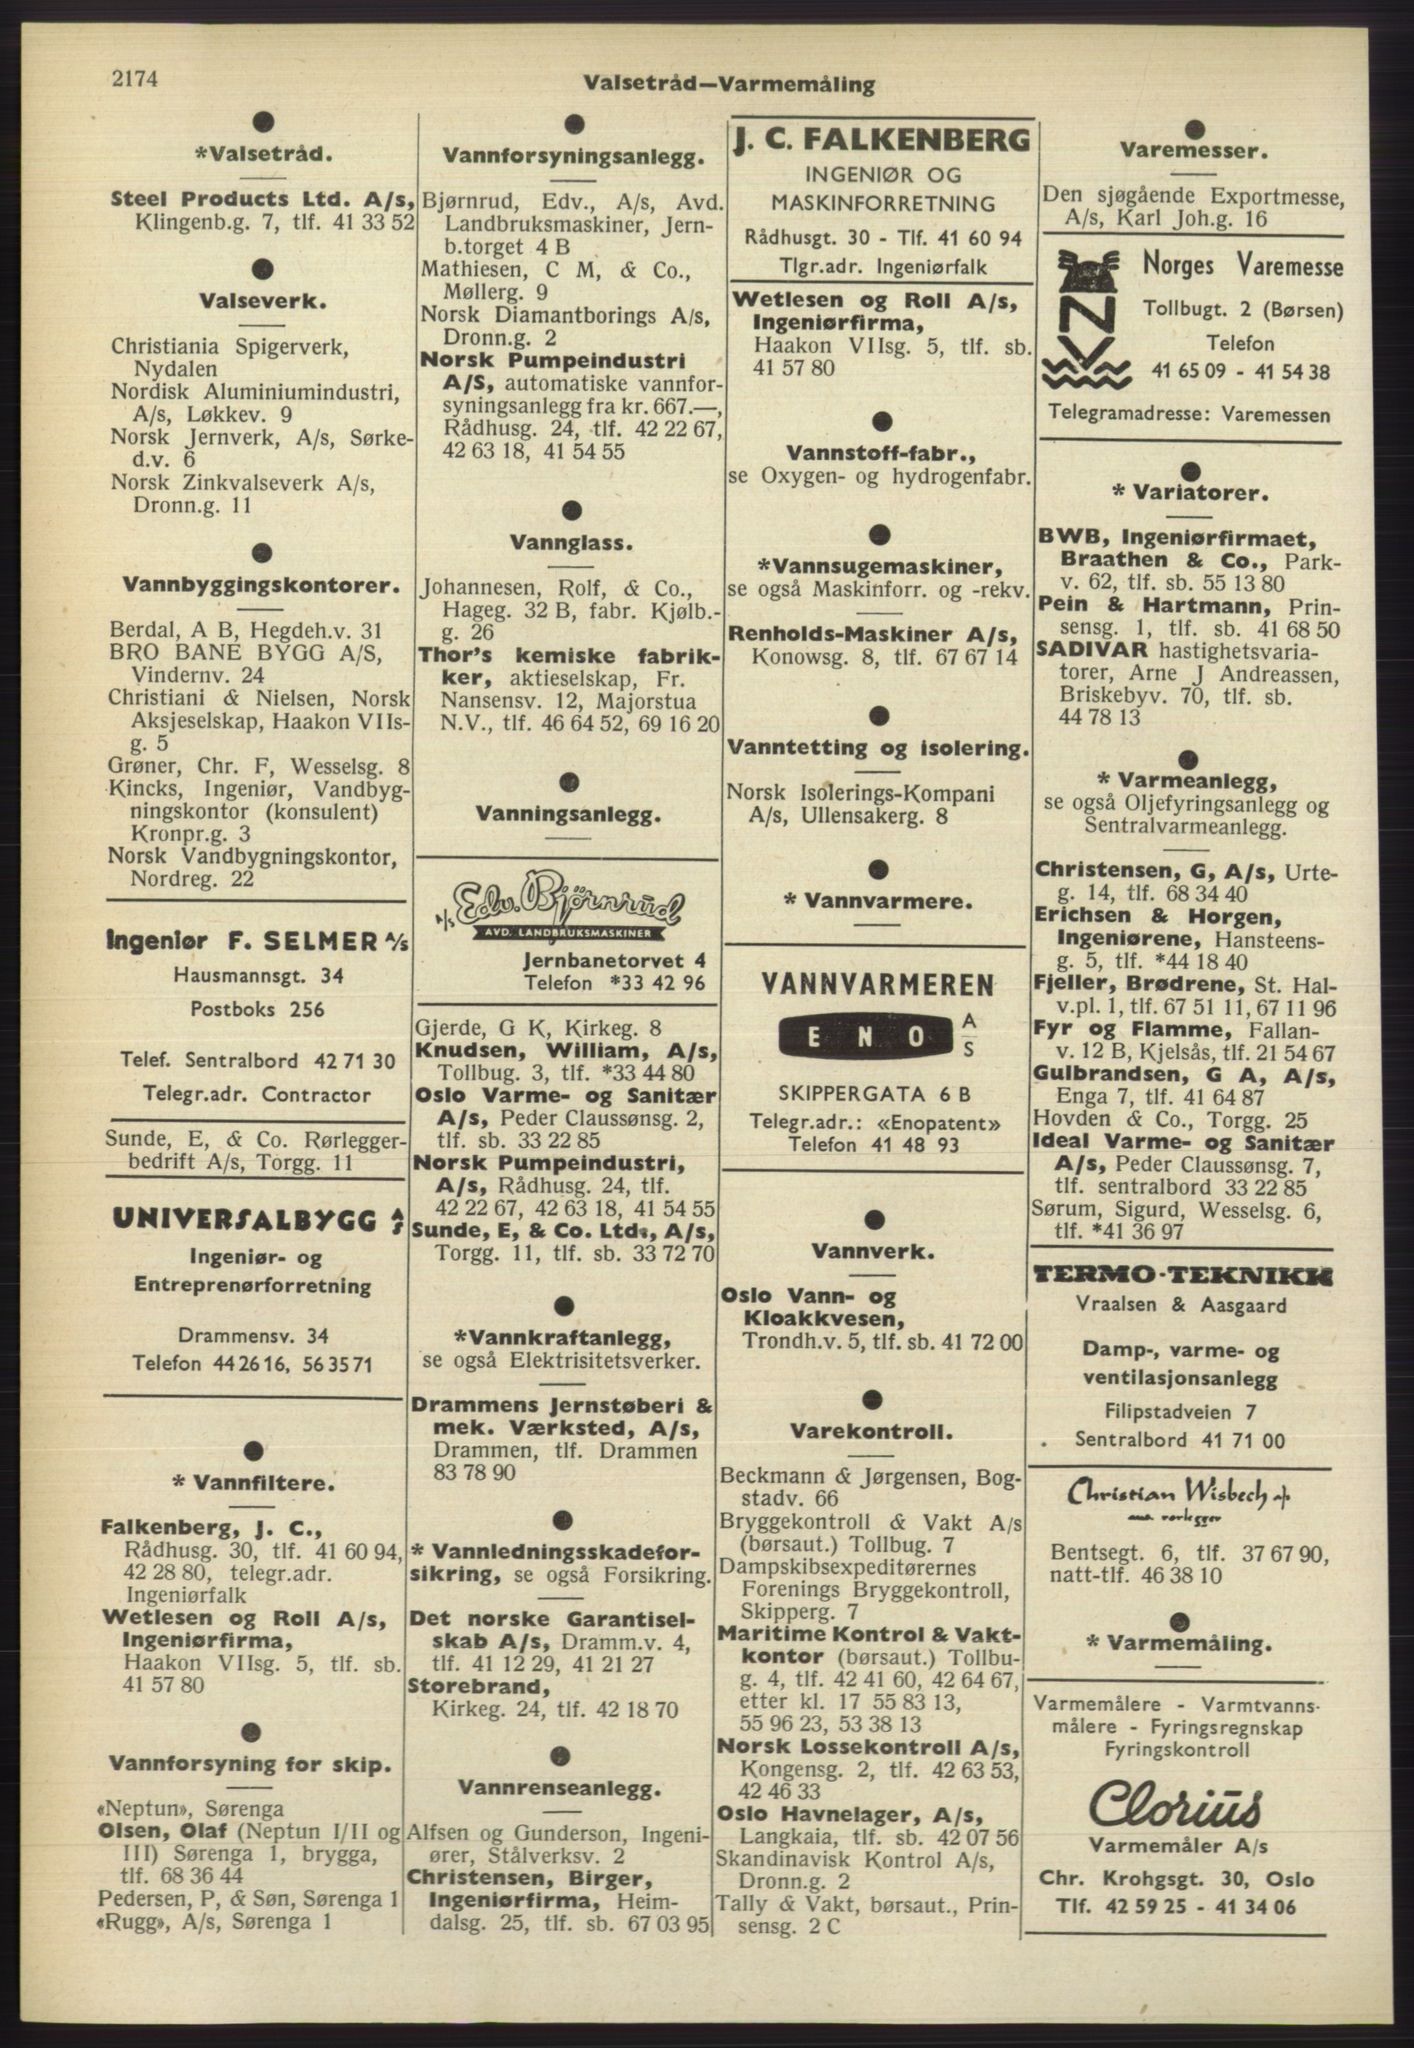 2174
Valsetråd—Varmemåling
*Valsetråd.
Steel Products Ltd. A/s,
Klingenb.g. 7, tlf. 41 33 52
Valseverk.
Christiania Spigerverk,
Nydalen
Nordisk Aluminiumindustri,
A/s, Løkkev. 9
Norsk Jernverk, A/s, Sørke-
d.v. 6
Norsk Zinkvalseverk A/s,
Dronn.g. 11
Vannbyggingskontorer.
Berdal, A B, Hegdeh.v. 31
BRO BANE BYGG A/S,
Vindernv. 24
Christiani & Nielsen, Norsk
Aksjeselskap, Haakon VIIs-
g. 5
Grøner, Chr. F, Wesselsg. 8
Kincks, Ingeniør, Vandbyg-
ningskontor (konsulent)
Kronpr.g. 3
Norsk Vandbygningskontor,
Nordreg. 22
Ingeniør F. SELMER A/s
Hausmannsgt. 34
Postboks 256
Telef. Sentralbord 42 71 30
Telegr.adr. Contractor
Sunde, E, & Co. Rørlegger-
bedrift A/s, Torgg. 11
UNIVERSALBYGG A/S
Ingeniør- og
Entreprenørforretning
Drammensv. 34
Telefon 44 26 16, 56 35 71
* Vannfiltere.
Falkenberg, J. C.,
Rådhusg. 30, tlf. 41 60 94,
42 28 80, telegr.adr.
Ingeniørfalk
Wetlesen og Roll A/s,
Ingeniørfirma,
Haakon VIIsg. 5, tlf. sb.
41 57 80
Vannforsyning for skip.
«Neptun», Sørenga
Olsen, Olaf (Neptun I/II og
III) Sørenga 1, brygga,
tlf. 68 36 44
Pedersen, P, & Søn, Sørenga 1
«Rugg», A/s, Sørenga 1
Vannforsyningsanlegg.
Bjørnrud, Edv., A/s, Avd.
Landbruksmaskiner, Jern-
b.torget 4 B
Mathiesen, C M, & Co.,
Møllerg. 9
Norsk Diamantborings A/s,
Dronn.g. 2
Norsk Pumpeindustri
A/S, automatiske vannfor-
syningsanlegg fra kr. 667.—,
Rådhusg. 24, tlf. 42 22 67,
42 63 18, 41 54 55
Vannglass.
Johannesen, Rolf, & Co.,
Hageg. 32 B, fabr. Kjølb.-
g. 26
Thor's kemiske fabrik-
ker, aktieselskap, Fr.
Nansensv. 12, Majorstua
N.V., tlf. 46 64 52, 69 16 20
Vanningsanlegg.
A/s Edv. Bjørnrud
AVD. LANDBRUKSMASKINER
Jernbanetorvet 4
Telefon *33 42 96
Gjerde, G K, Kirkeg. 8
Knudsen, William, A/s,
Tollbug. 3, tlf. *33 44 80
Oslo Varme- og Sanitær
A/s, Peder Claussønsg. 2,
tlf. sb. 33 22 85
Norsk Pumpeindustri,
A/s, Rådhusg. 24, tlf.
42 22 67, 42 63 18, 41 54 55
Sunde, E, & Co. Ltd., A/s,
Torgg. 11, tlf. sb. 33 72 70
*Vannkraftanlegg,
se også Elektrisitetsverker.
Drammens Jernstøberi &
mek. Værksted, A/s,
Drammen, tlf. Drammen
83 78 90
* Vannledningsskadefor-
sikring, se også Forsikring.
Det norske Garantisel-
skab A/s, Dramm.v. 4,
tlf. 41 12 29, 41 21 27
Storebrand,
Kirkeg. 24, tlf. 42 18 70
Vannrenseanlegg.
Alfsen og Gunderson, Ingeni-
ører, Stålverksv. 2
Christensen, Birger,
Ingeniørfirma, Heim-
dalsg. 25, tlf. sb. 67 03 95
J. C. FALKENBERG
INGENIØR OG
MASKINFORRETNING
Rådhusgt. 30 - Tlf. 41 60 94
Tlgr.adr. Ingeniørfalk
Wetlesen og Roll A/s,
Ingeniørfirma,
Haakon VIIsg. 5, tlf. sb.
41 57 80
Vannstoff-fabr.,
se Oxygen- og hydrogenfabr.
*Vannsugemaskiner,
se også Maskinforr. og -rekv.
Renholds-Maskiner A/s,
Konowsg. 8, tlf. 67 67 14
Vanntetting og isolering.
Norsk Isolerings-Kompani
A/s, Ullensakerg. 8
* Vannvarmere.
VANNVARMEREN
ENO A/S
SKIPPERGATA 6 B
Telegr.adr.: «Enopatent»
Telefon 41 48 93
Vannverk.
Oslo Vann- og
Kloakkvesen,
Trondh.v. 5, tlf. sb. 41 72 00
Varekontroll.
Beckmann & Jørgensen, Bog-
stadv. 66
Bryggekontroll & Vakt A/s
(børsaut.) Tollbug. 7
Dampskibsexpeditørernes
Forenings Bryggekontroll,
Skipperg. 7
Maritime Kontrol & Vakt-
kontor (børsaut.) Tollbu-
g. 4, tlf. 42 41 60, 42 64 67,
etter kl. 17 55 83 13,
55 96 23, 53 38 13
Norsk Lossekontroll A/s,
Kongensg. 2, tlf. 42 63 53,
42 46 33
Oslo Havnelager, A/s,
Langkaia, tlf. sb. 42 07 56
Skandinavisk Kontrol A/s,
Dronn.g. 2
Tally & Vakt, børsaut., Prin-
sensg. 2 C
Varemesser.
Den sjøgående Exportmesse,
A/s, Karl Joh.g. 16
Norges Varemesse
Tollbugt. 2 (Børsen)
Telefon
41 65 09 - 41 54 38
Telegramadresse: Varemessen
* Variatorer.
BWB, Ingeniørfirmaet,
Braathen & Co., Park-
v. 62, tlf. sb. 55 13 80
Pein & Hartmann, Prin-
sensg. 1, tlf. sb. 41 68 50
SADIVAR hastighetsvaria-
torer, Arne J Andreassen,
Briskebyv. 70, tlf. sb.
44 78 13
* Varmeanlegg,
se også Oljefyringsanlegg og
Sentralvarmeanlegg.
Christensen, G, A/s, Urte-
g. 14, tlf. 68 34 40
Erichsen & Horgen,
Ingeniørene, Hansteens-
g. 5, tlf. *44 18 40
Fjeller, Brødrene, St. Hal-
v.pl. 1, tlf. 67 51 11, 67 11 96
Fyr og Flamme, Fallan-
v. 12 B, Kjelsås, tlf. 21 54 67
Gulbrandsen, G A, A/s,
Enga 7, tlf. 41 64 87
Hovden & Co., Torgg. 25
Ideal Varme- og Sanitær
A/s, Peder Claussønsg. 7,
tlf. sentralbord 33 22 85
Sørum, Sigurd, Wesselsg. 6,
tlf. *41 36 97
TERMO-TEKNIKK
Vraalsen & Aasgaard
Damp-, varme- og
ventilasjonsanlegg
Filipstadveien 7
Sentralbord 41 71 00
Christian Wisbech A/s
aut. rørlegger
Bentsegt. 6, tlf. 37 67 90,
natt-tlf. 46 38 10
* Varmemåling.
Varmemålere - Varmtvanns-
målere - Fyringsregnskap
Fyringskontroll
Clorius
Varmemåler A/s
Chr. Krohgsgt. 30, Oslo
Tlf. 42 59 25 - 41 34 06